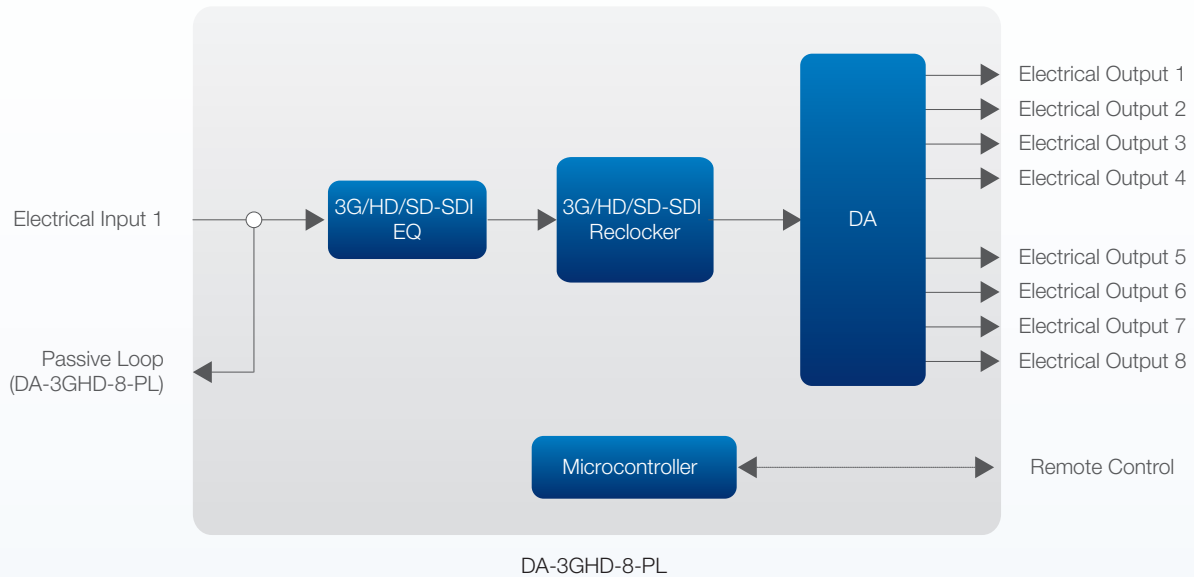 Electrical Input 1
Passive Loop
(DA-3GHD-8-PL)
3G/HD/SD-SDI
EQ
3G/HD/SD-SDI
Reclocker
DA
Electrical Output 1
Electrical Output 2
Electrical Output 3
Electrical Output 4
Electrical Output 5
Electrical Output 6
Electrical Output 7
Electrical Output 8
Microcontroller
Remote Control
DA-3GHD-8-PL